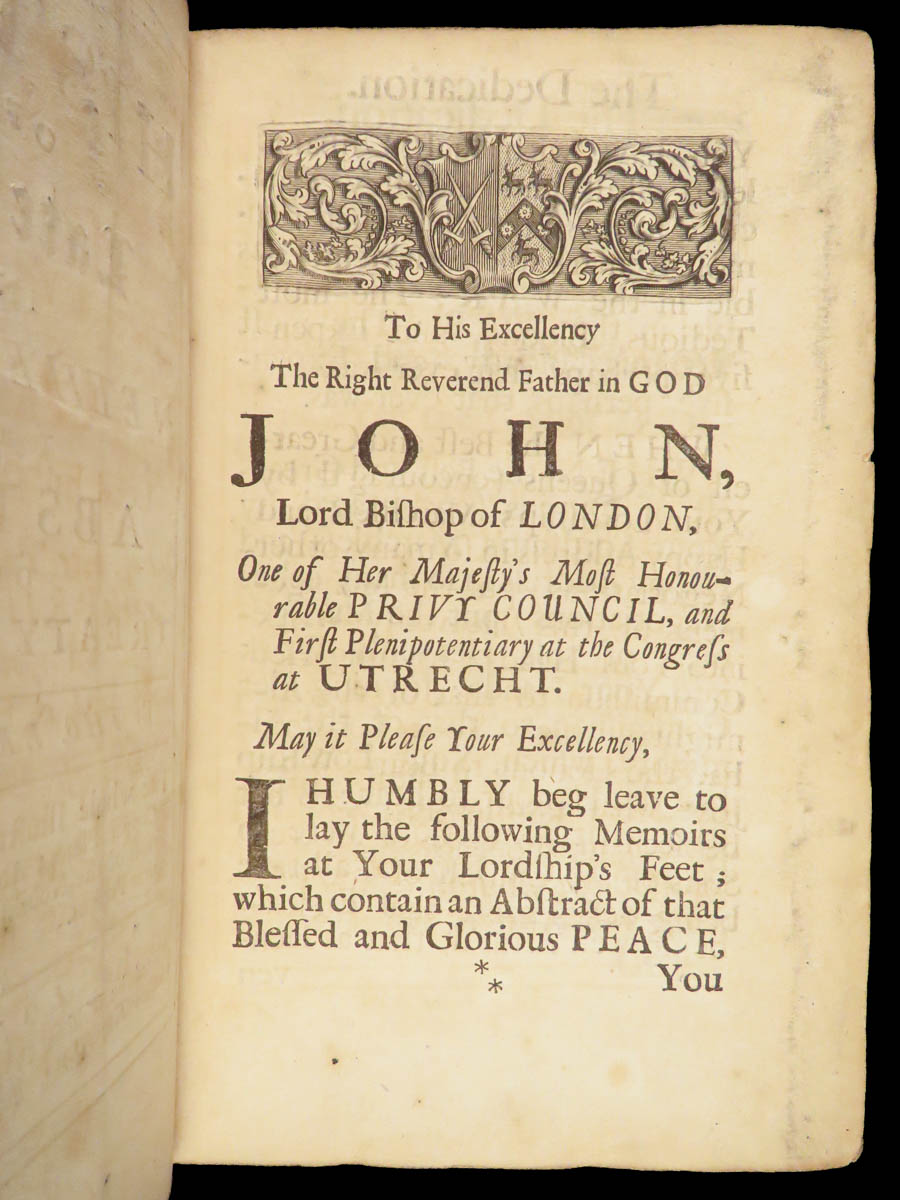 To His Excellency
The Right Reverend Father in GOD
JOHN,
Lord Biſhop of LONDON,
One of Her Majeſty's Moſt Honou-
rable PRIVY COUNCIL, and
Firſt Plenipotentiary at the Congreſs
at UTRECHT.
May it Pleaſe Your Excellency,
I HUMBLY beg leave to
lay the following Memoirs
at Your Lordſhip's Feet ;
which contain an Abſtract of that
Bleſſed and Glorious PEACE,
** You